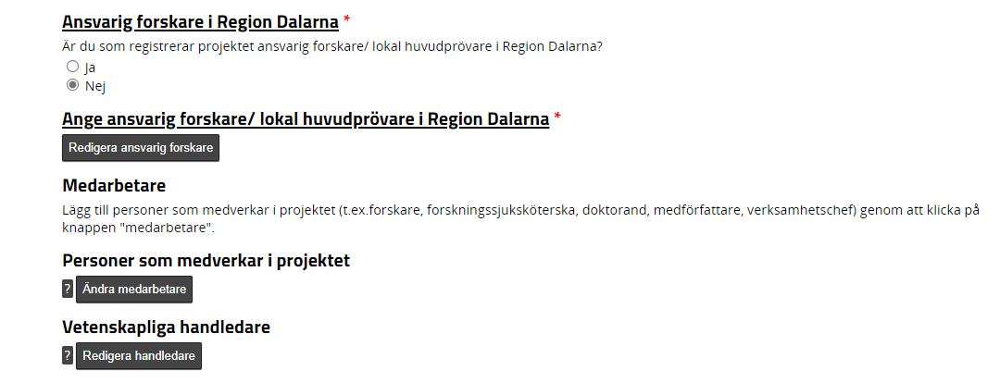 Ansvarig forskare i Region Dalarna *
Är du som registrerar projektet ansvarig forskare/ lokal huvudprövare i Region Dalarna?
Ja
Nej
Ange ansvarig forskare/ lokal huvudprövare i Region Dalarna *
Redigera ansvarig forskare
Medarbetare
Lägg till personer som medverkar i projektet (t.ex.forskare, forskningssjuksköterska, doktorand, medförfattare, verksamhetschef) genom att klicka på
knappen "medarbetare".
Personer som medverkar i projektet
? Ändra medarbetare
Vetenskapliga handledare
? Redigera handledare